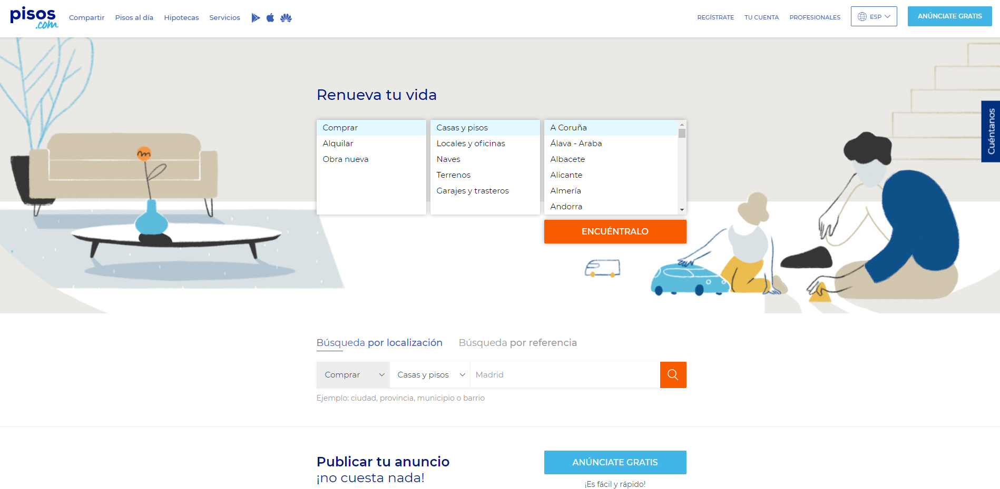 pisos
.com
Compartir
Pisos al día
Hipotecas
Servicios
REGÍSTRATE
TU CUENTA
PROFESIONALES
ESP
ANÚNCIATE GRATIS
Cuéntanos
Renueva tu vida
Comprar
Alquilar
Obra nueva
Casas y pisos
Locales y oficinas
Naves
Terrenos
Garajes y trasteros
A Coruña
Álava - Araba
Albacete
Alicante
Almería
Andorra
ENCUÉNTRALO
Búsqueda por localización
Búsqueda por referencia
Comprar
Casas y pisos
Madrid
Ejemplo: ciudad, provincia, municipio o barrio
Publicar tu anuncio
¡no cuesta nada!
ANÚNCIATE GRATIS
¡Es fácil y rápido!